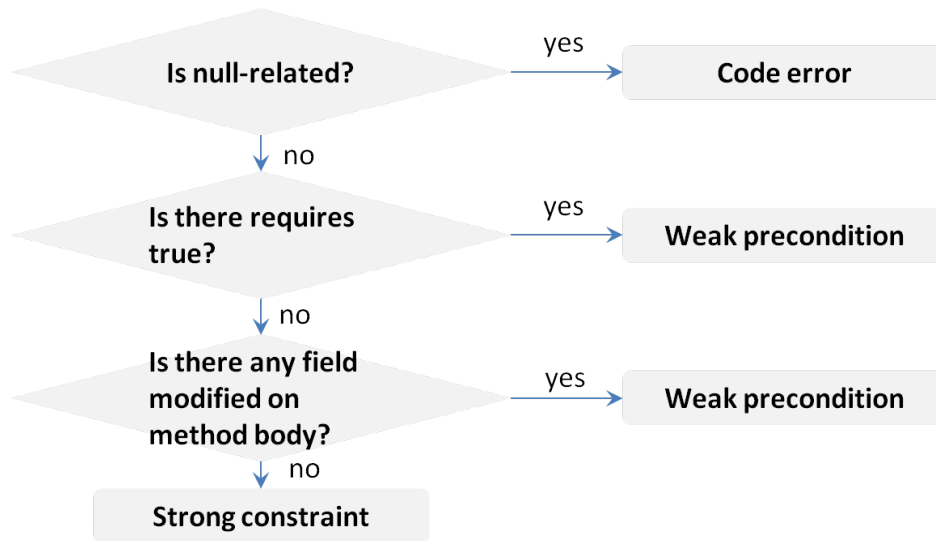 yes
Is null-related?
Code error
no
Is there requires
true?
yes
Weak precondition
no
Is there any field
modified on
method body?
yes
Weak precondition
no
Strong constraint